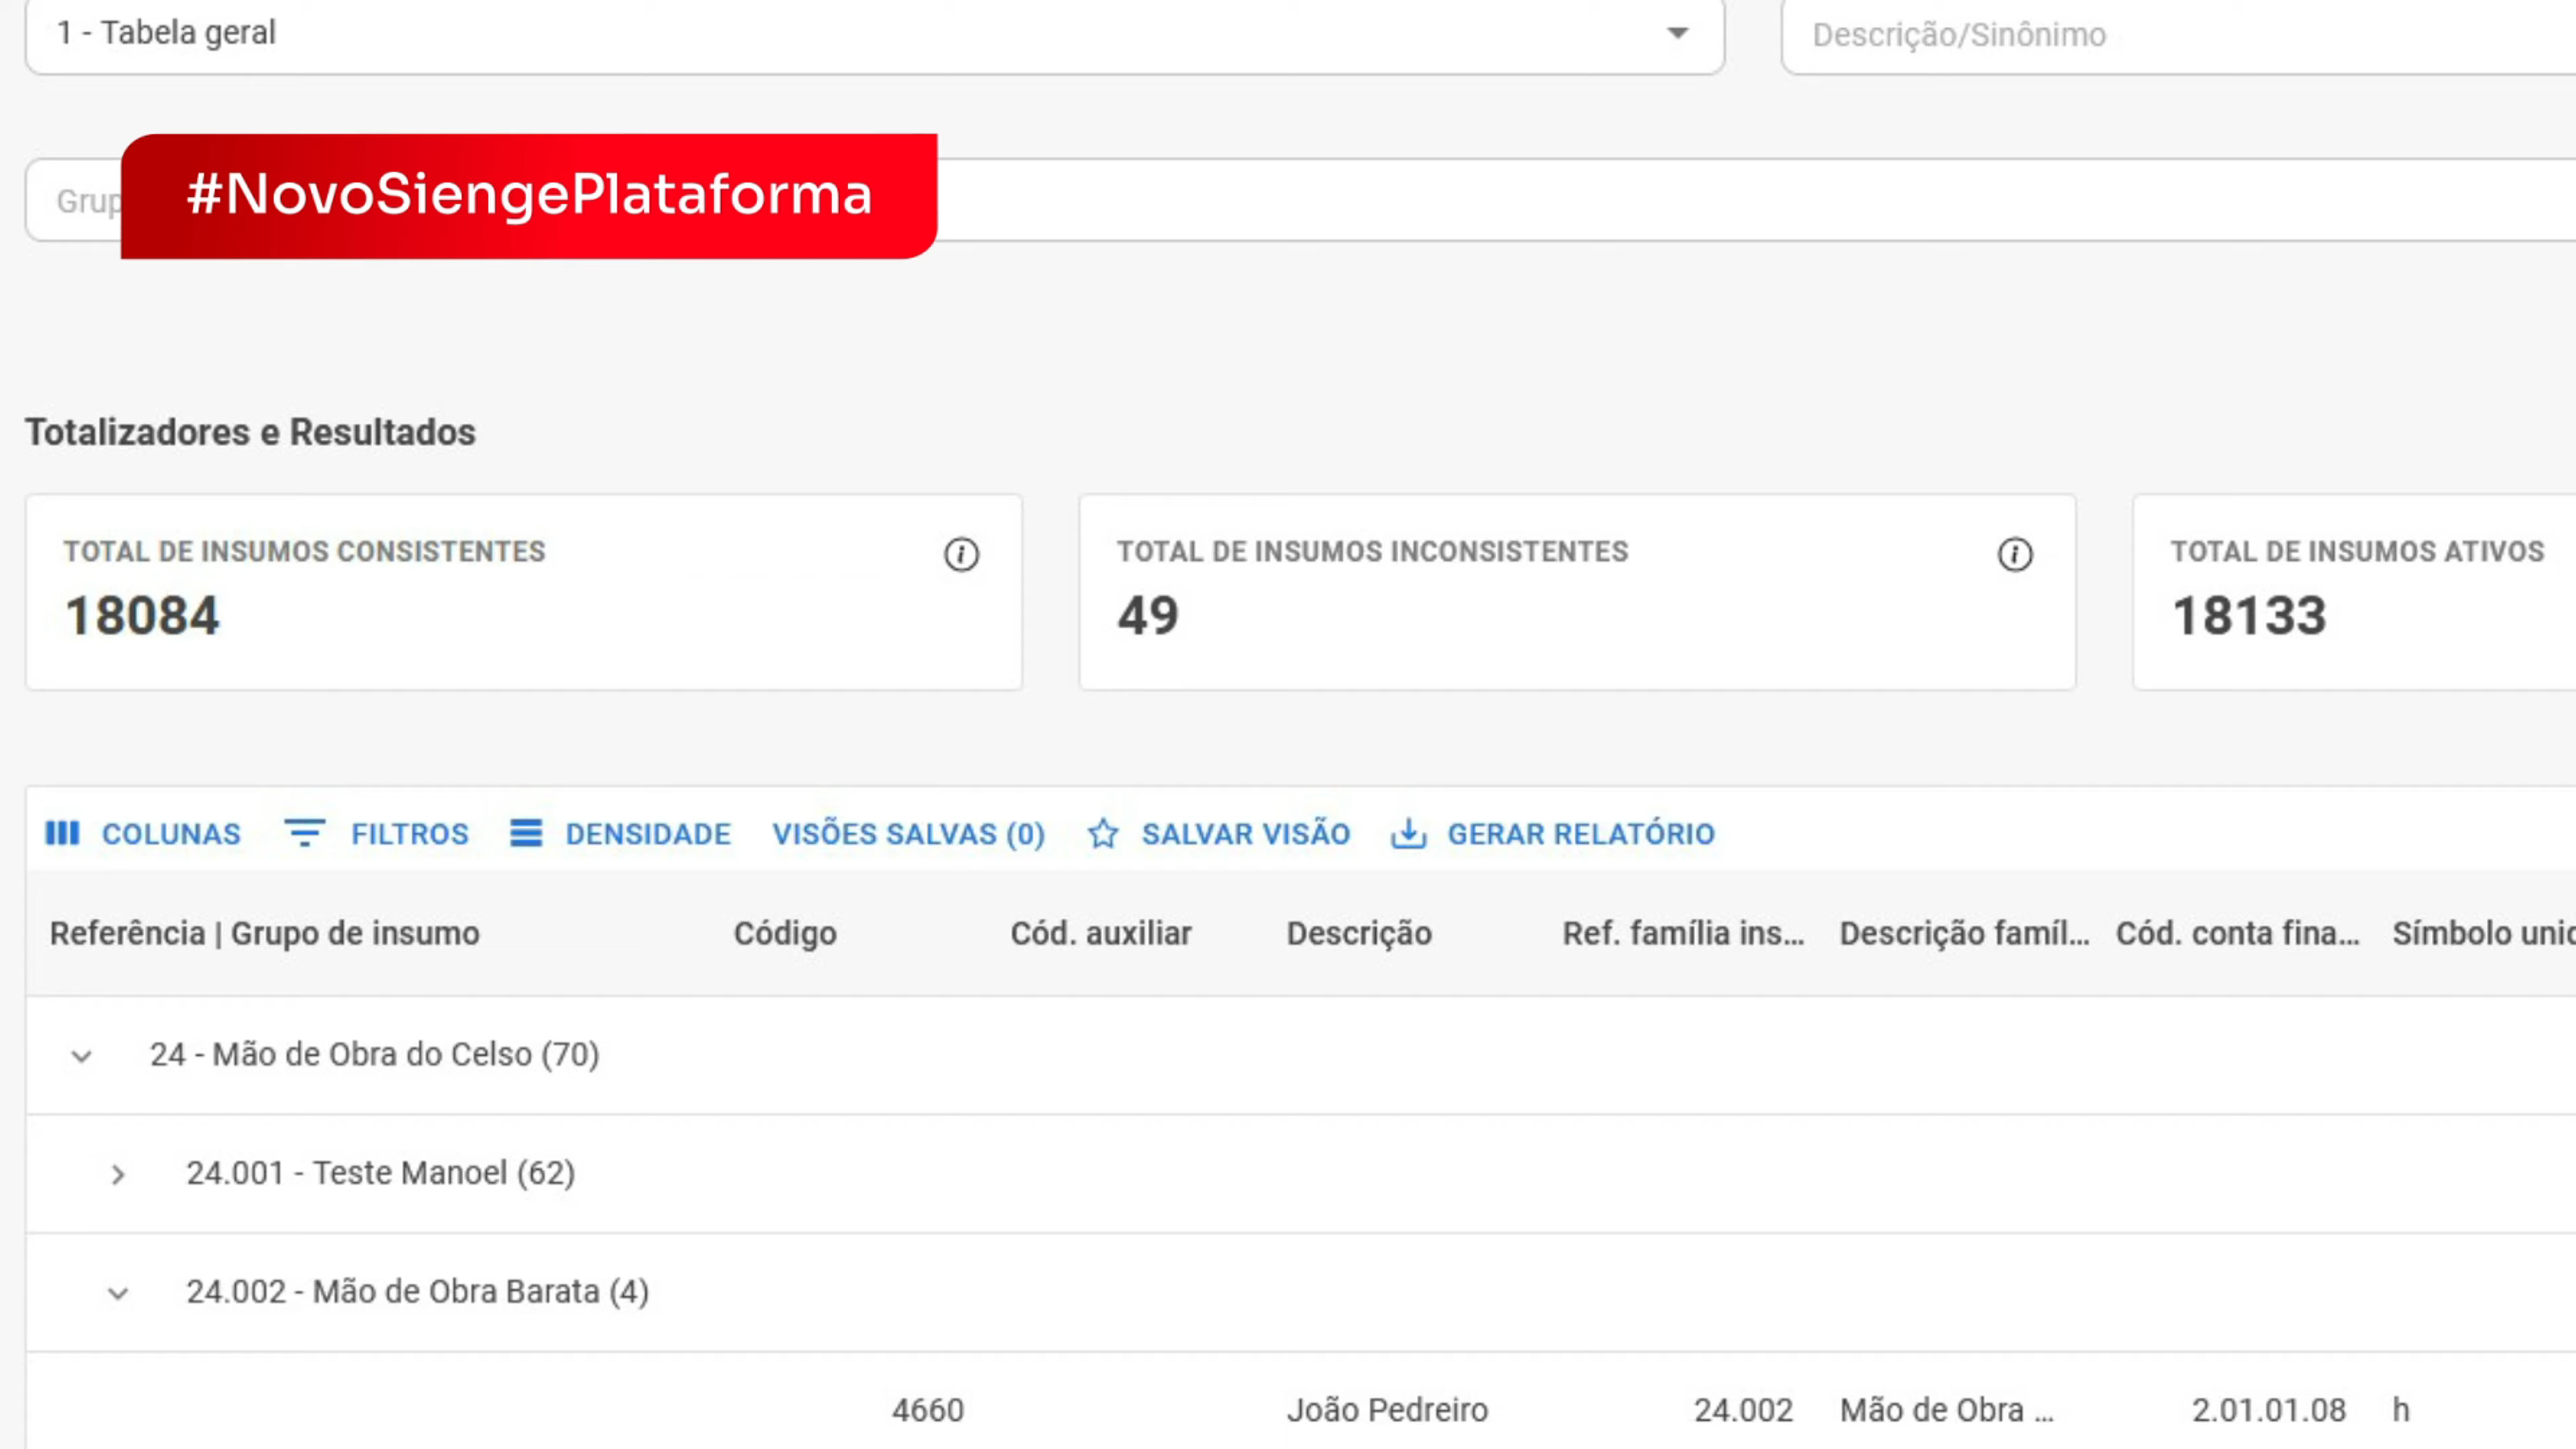 1 - Tabela geral
Descrição/Sinônimo
#NovoSiengePlataforma
Totalizadores e Resultados
TOTAL DE INSUMOS CONSISTENTES
18084
TOTAL DE INSUMOS INCONSISTENTES
49
TOTAL DE INSUMOS ATIVOS
18133
COLUNAS FILTROS DENSIDADE VISÕES SALVAS (0) SALVAR VISÃO GERAR RELATÓRIO
Referência | Grupo de insumo Código Cód. auxiliar Descrição Ref. família ins... Descrição famíl... Cód. conta fina... Símbolo
24 - Mão de Obra do Celso (70)
24.001 - Teste Manoel (62)
24.002 - Mão de Obra Barata (4)
4660 João Pedreiro 24.002 Mão de Obra ... 2.01.01.08 h